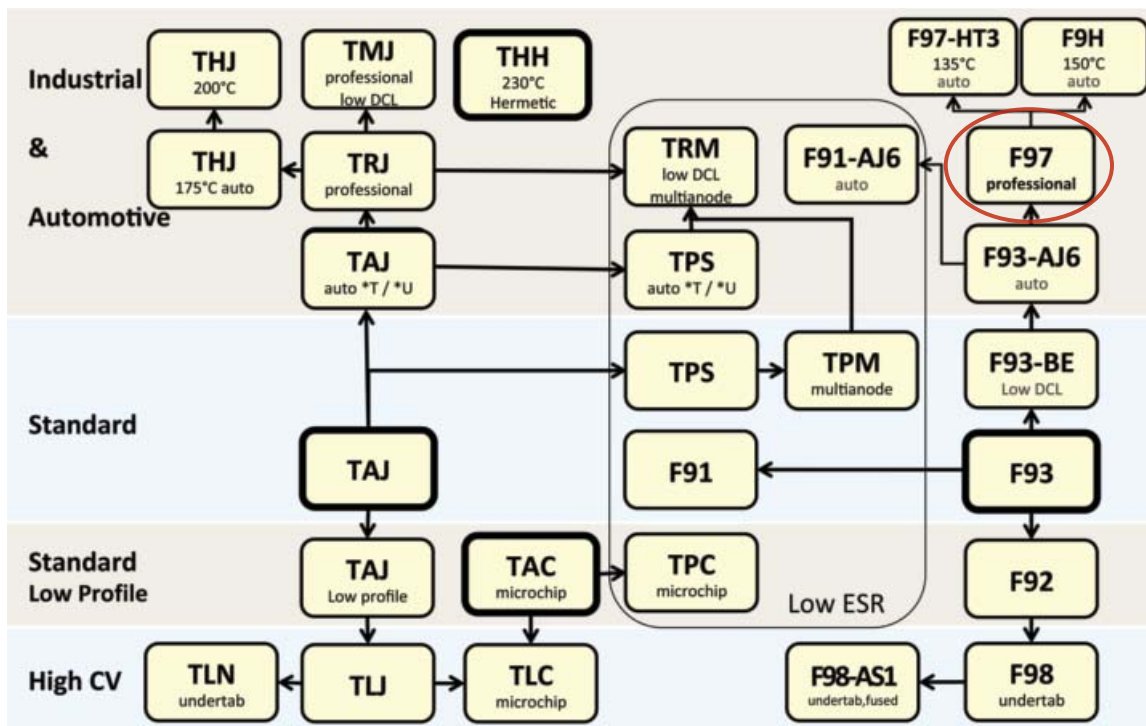 Industrial
&
Automotive
THJ
200°C
TMJ
professional
low DCL
THH
230°C
Hermetic
F97-HT3
135°C
auto
F9H
150°C
auto
THJ
175°C auto
TRJ
professional
TRM
low DCL
multianode
F91-AJ6
auto
F97
professional
TAJ
auto *T / *U
TPS
auto *T / *U
F93-AJ6
auto
Standard
TPS
TPM
multianode
F93-BE
Low DCL
TAJ
F91
F93
Standard
Low Profile
TAJ
Low profile
TAC
microchip
TPC
microchip
Low ESR
F92
High CV
TLN
undertab
TLJ
TLC
microchip
F98-AS1
undertab,fused
F98
undertab